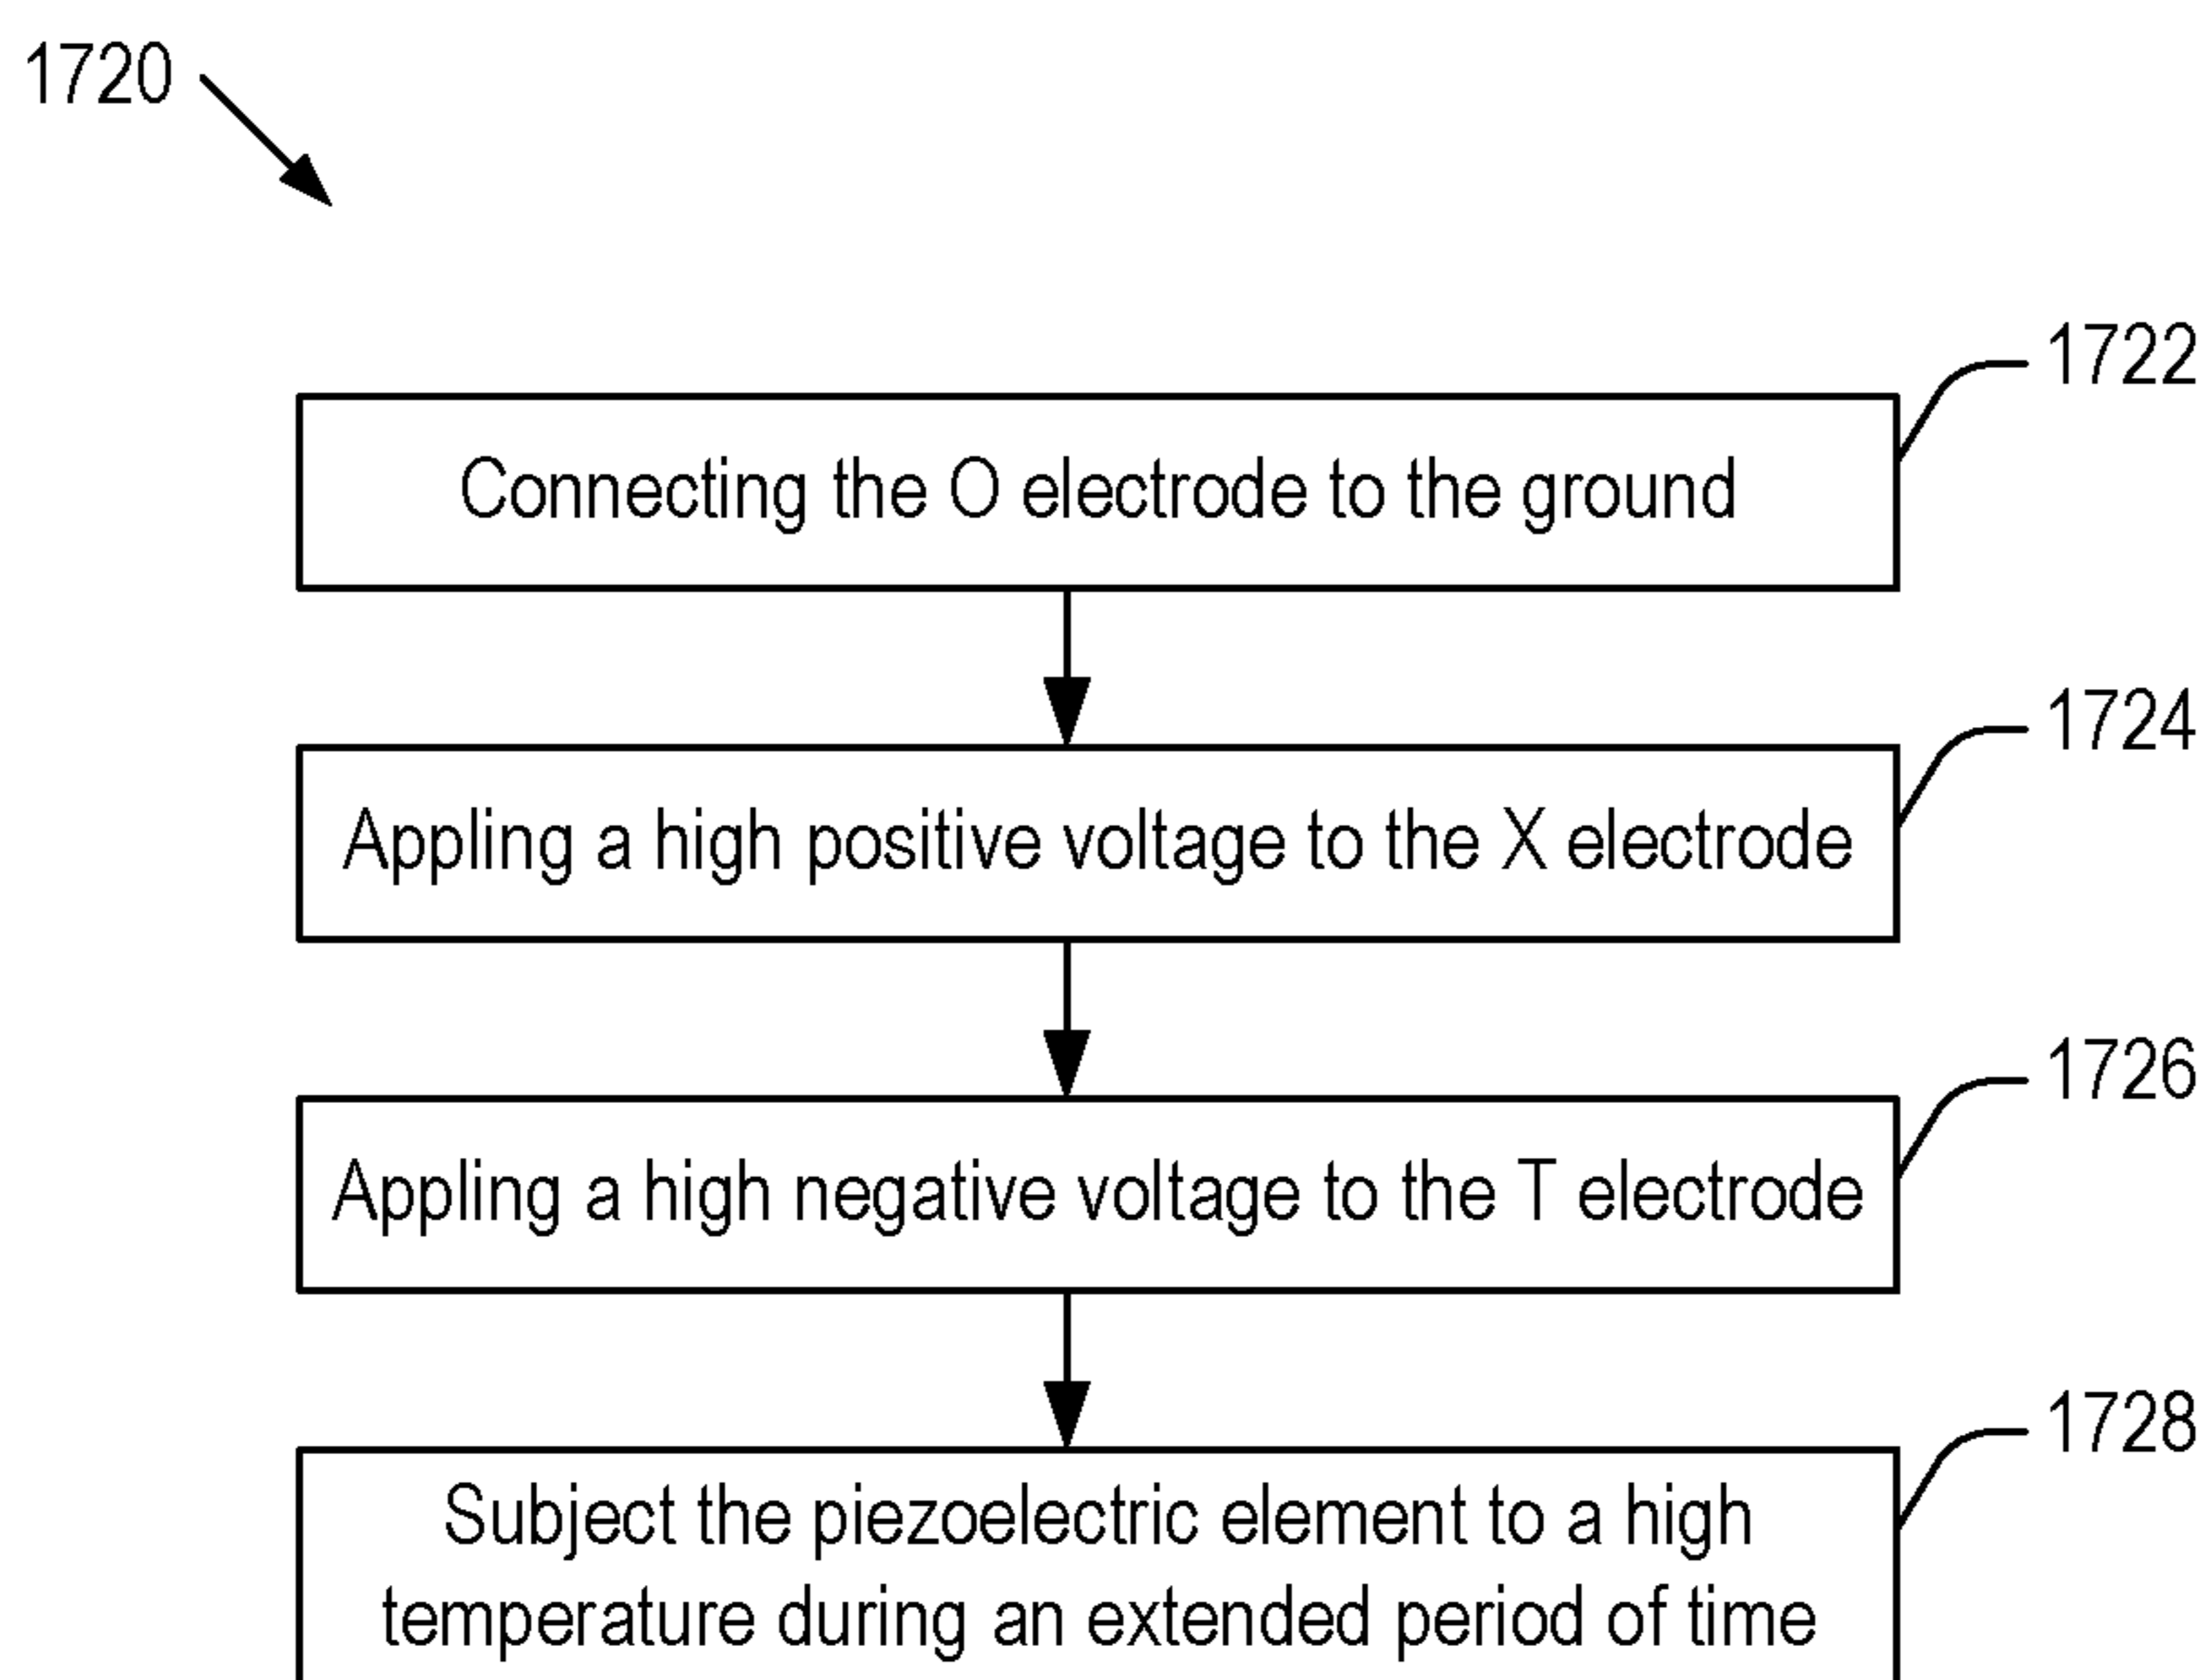 1720
1722
Connecting the O electrode to the ground
1724
Appling a high positive voltage to the X electrode
1726
Appling a high negative voltage to the T electrode
1728
Subject the piezoelectric element to a high
temperature during an extended period of time